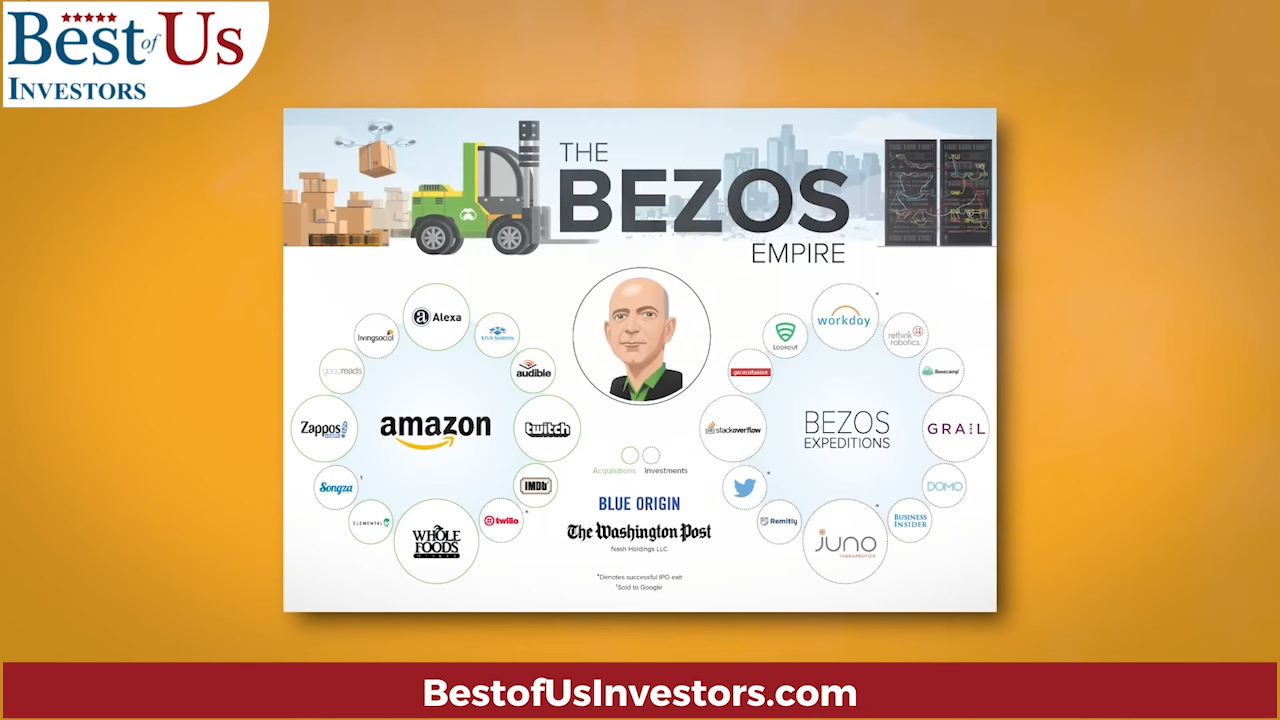 Best of Us
INVESTORS
THE
BEZOS
EMPIRE
Alexa
livingsocial
KIVA Systems
goodreads
audible
Zappos
amazon
twitch
Songza
†
IMDb
ELEMENTAL
WHOLE
FOODS
twilio
*
Acquisitions
Investments
BLUE ORIGIN
The Washington Post
Nash Holdings LLC
*Denotes successful IPO exit
†Sold to Google
workday
*
Lookout
rethink
robotics.
generalfusion
Basecamp
stackoverflow
BEZOS
EXPEDITIONS
GRAIL
*
DOMO
Remitly
BUSINESS
INSIDER
*
JUNO
THERAPEUTICS
BestofUsInvestors.com